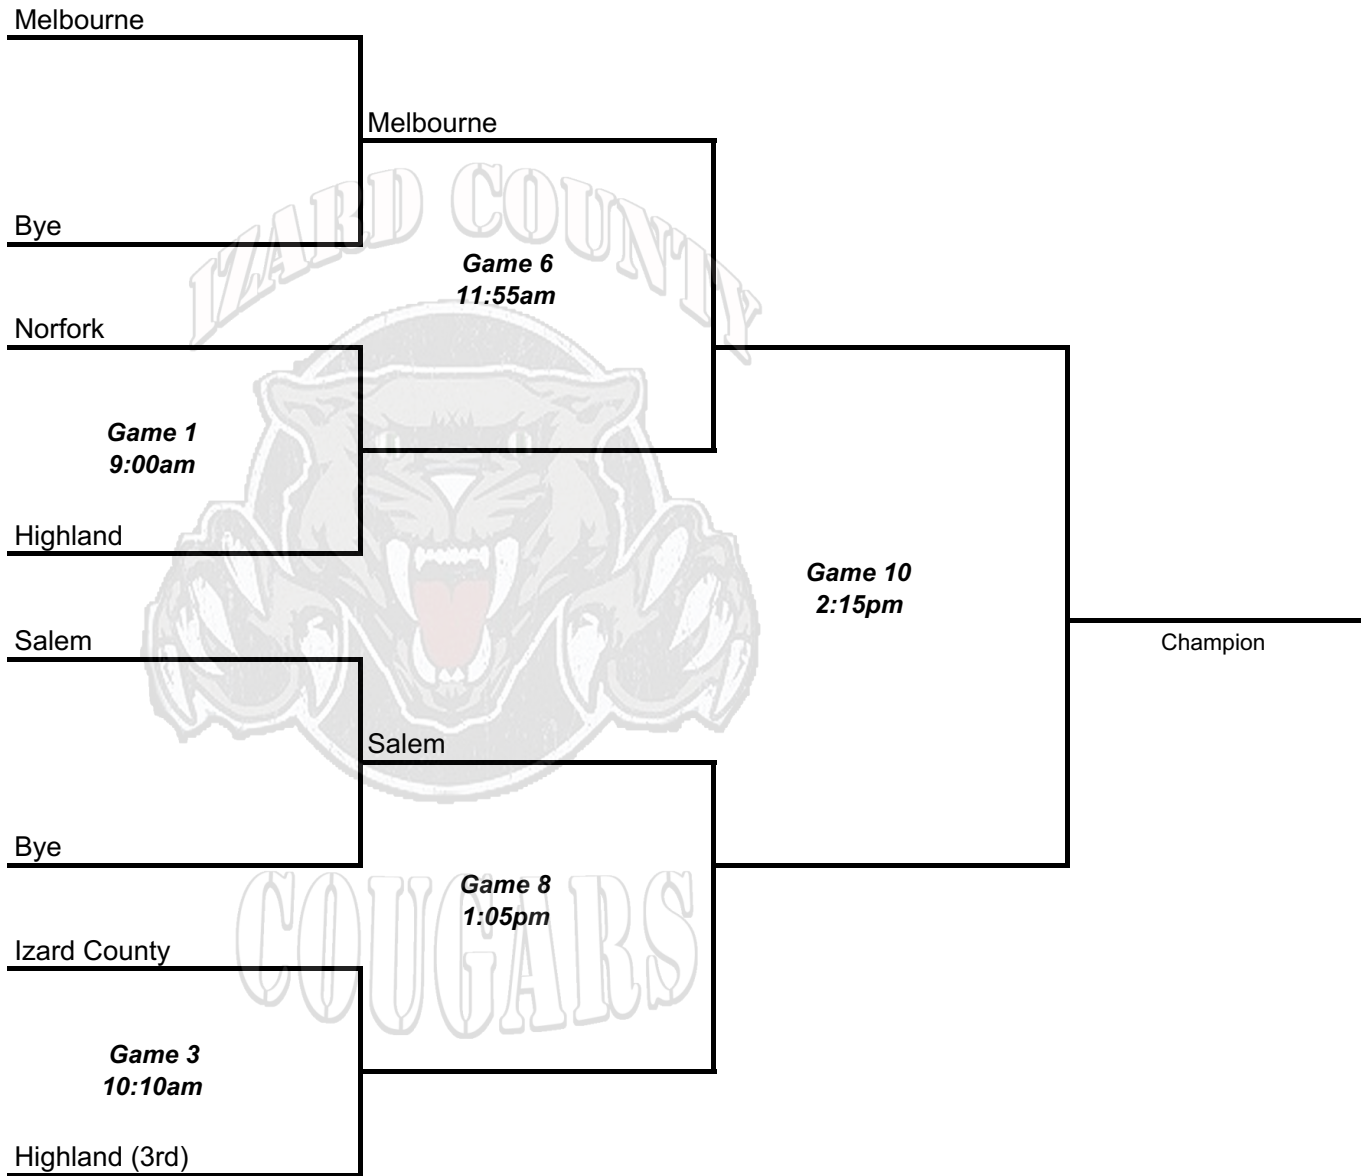 Melbourne
Melbourne
IZARD COUNTY
Bye
Game 6
11:55am
Norfork
Game 1
9:00am
Highland
Game 10
2:15pm
Salem
Champion
Salem
Bye
Game 8
1:05pm
COUGARS
Izard County
Game 3
10:10am
Highland (3rd)